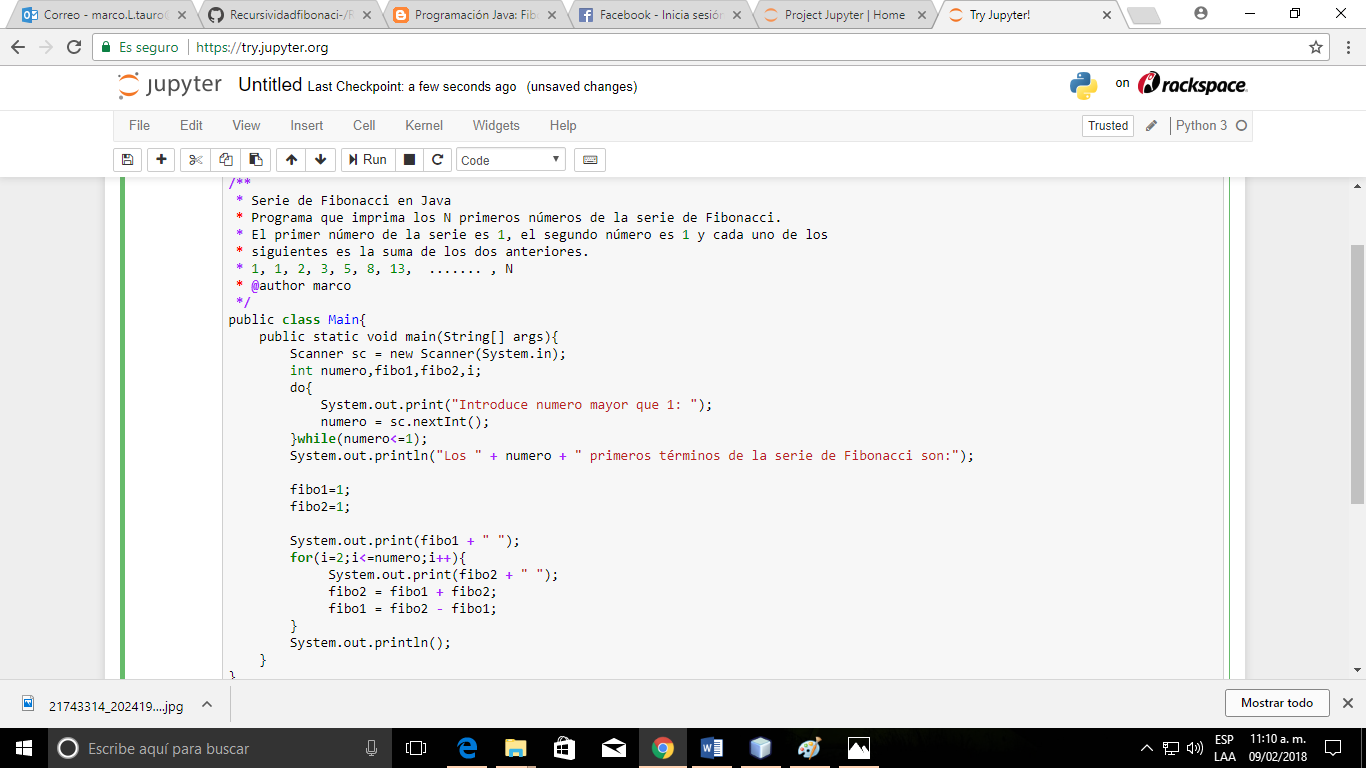 Correo - marco.L.tauro
Recursividadfibonaci-/R
Programación Java: Fib
Facebook - Inicia sesión
Project Jupyter | Home
Try Jupyter!
Es seguro
https://try.jupyter.org
jupyter
Untitled Last Checkpoint: a few seconds ago (unsaved changes)
on rackspace
File Edit View Insert Cell Kernel Widgets Help
Trusted
Python 3
Run
Code
/**
* Serie de Fibonacci en Java
* Programa que imprima los N primeros números de la serie de Fibonacci.
* El primer número de la serie es 1, el segundo número es 1 y cada uno de los
* siguientes es la suma de los dos anteriores.
* 1, 1, 2, 3, 5, 8, 13,  ....... , N
* @author marco
*/
public class Main{
    public static void main(String[] args){
        Scanner sc = new Scanner(System.in);
        int numero,fibo1,fibo2,i;
        do{
            System.out.print("Introduce numero mayor que 1: ");
            numero = sc.nextInt();
        }while(numero<=1);
        System.out.println("Los " + numero + " primeros términos de la serie de Fibonacci son:");
        fibo1=1;
        fibo2=1;
        System.out.print(fibo1 + " ");
        for(i=2;i<=numero;i++){
             System.out.print(fibo2 + " ");
             fibo2 = fibo1 + fibo2;
             fibo1 = fibo2 - fibo1;
        }
        System.out.println();
    }
}
21743314_202419....jpg
Mostrar todo
Escribe aquí para buscar
ESP
LAA
11:10 a. m.
09/02/2018